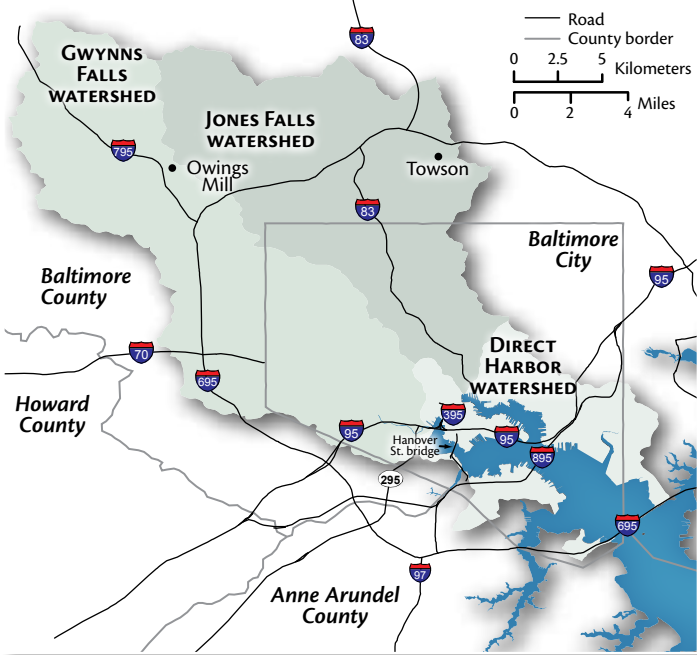 83
Road
County border
0 2.5 5 Kilometers
0 2 4 Miles
GWYNNS
FALLS
WATERSHED
JONES FALLS
WATERSHED
795
Owings
Mill
Towson
83
Baltimore
City
95
Baltimore
County
70
695
DIRECT
HARBOR
WATERSHED
Howard
County
395
95
95
Hanover
St. bridge
895
295
695
97
Anne Arundel
County